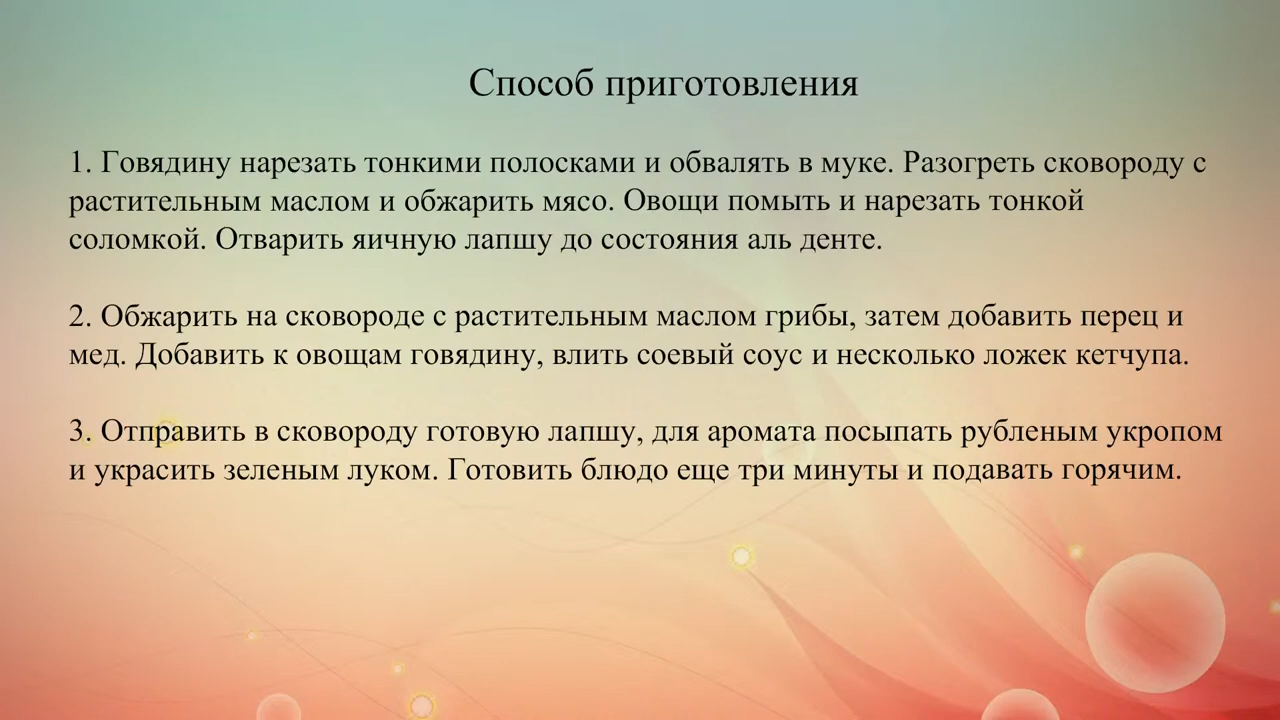 Способ приготовления
1. Говядину нарезать тонкими полосками и обвалять в муке. Разогреть сковороду с
растительным маслом и обжарить мясо. Овощи помыть и нарезать тонкой
соломкой. Отварить яичную лапшу до состояния аль денте.
2. Обжарить на сковороде с растительным маслом грибы, затем добавить перец и
мед. Добавить к овощам говядину, влить соевый соус и несколько ложек кетчупа.
3. Отправить в сковороду готовую лапшу, для аромата посыпать рубленым укропом
и украсить зеленым луком. Готовить блюдо еще три минуты и подавать горячим.